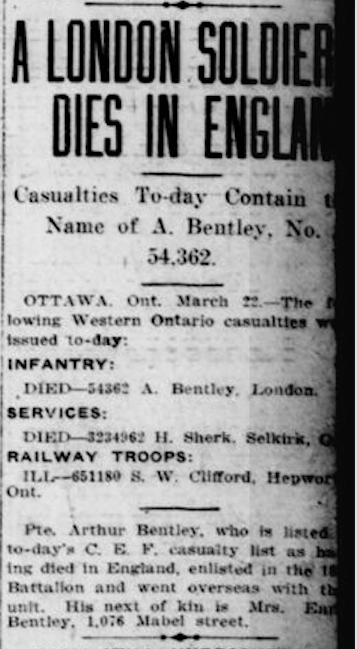 A LONDON SOLDIER
DIES IN ENGLAN
Casualties To-day Contain t
Name of A. Bentley, No.
54,362.
OTTAWA, Ont. March 22.—The f
lowing Western Ontario casualties w
issued to-day:
INFANTRY:
DIED—54362 A. Bentley, London.
SERVICES:
DIED—3234962 H. Sherk, Selkirk, O
RAILWAY TROOPS:
ILL—651180 S. W. Clifford, Hepwor
Ont.
Pte. Arthur Bentley, who is listed
to-day's C. E. F. casualty list as ha
ing died in England, enlisted in the 18
Battalion and went overseas with th
unit. His next of kin is Mrs.
Bentley, 1,076 Mabel street.